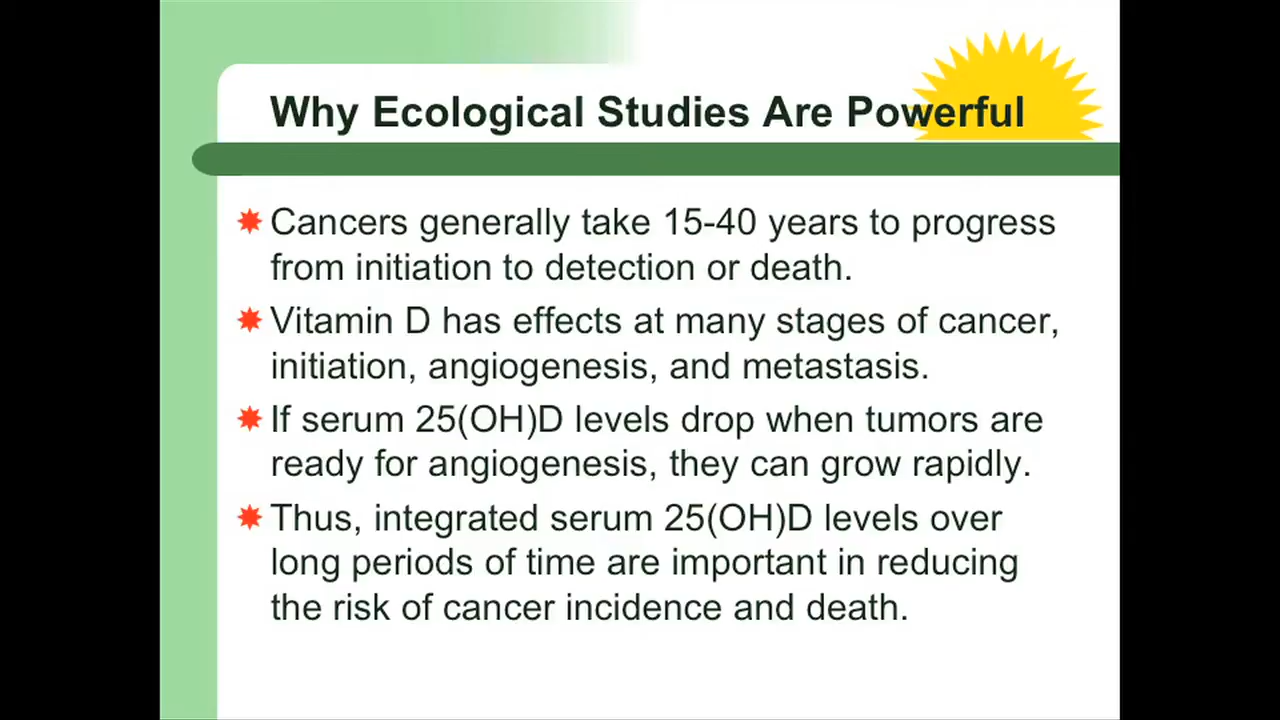 Why Ecological Studies Are Powerful
Cancers generally take 15-40 years to progress
from initiation to detection or death.
Vitamin D has effects at many stages of cancer,
initiation, angiogenesis, and metastasis.
If serum 25(OH)D levels drop when tumors are
ready for angiogenesis, they can grow rapidly.
Thus, integrated serum 25(OH)D levels over
long periods of time are important in reducing
the risk of cancer incidence and death.